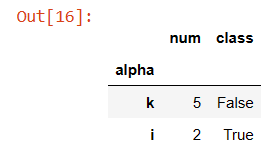 Out[16]:
num class
alpha
k 5 False
i 2 True